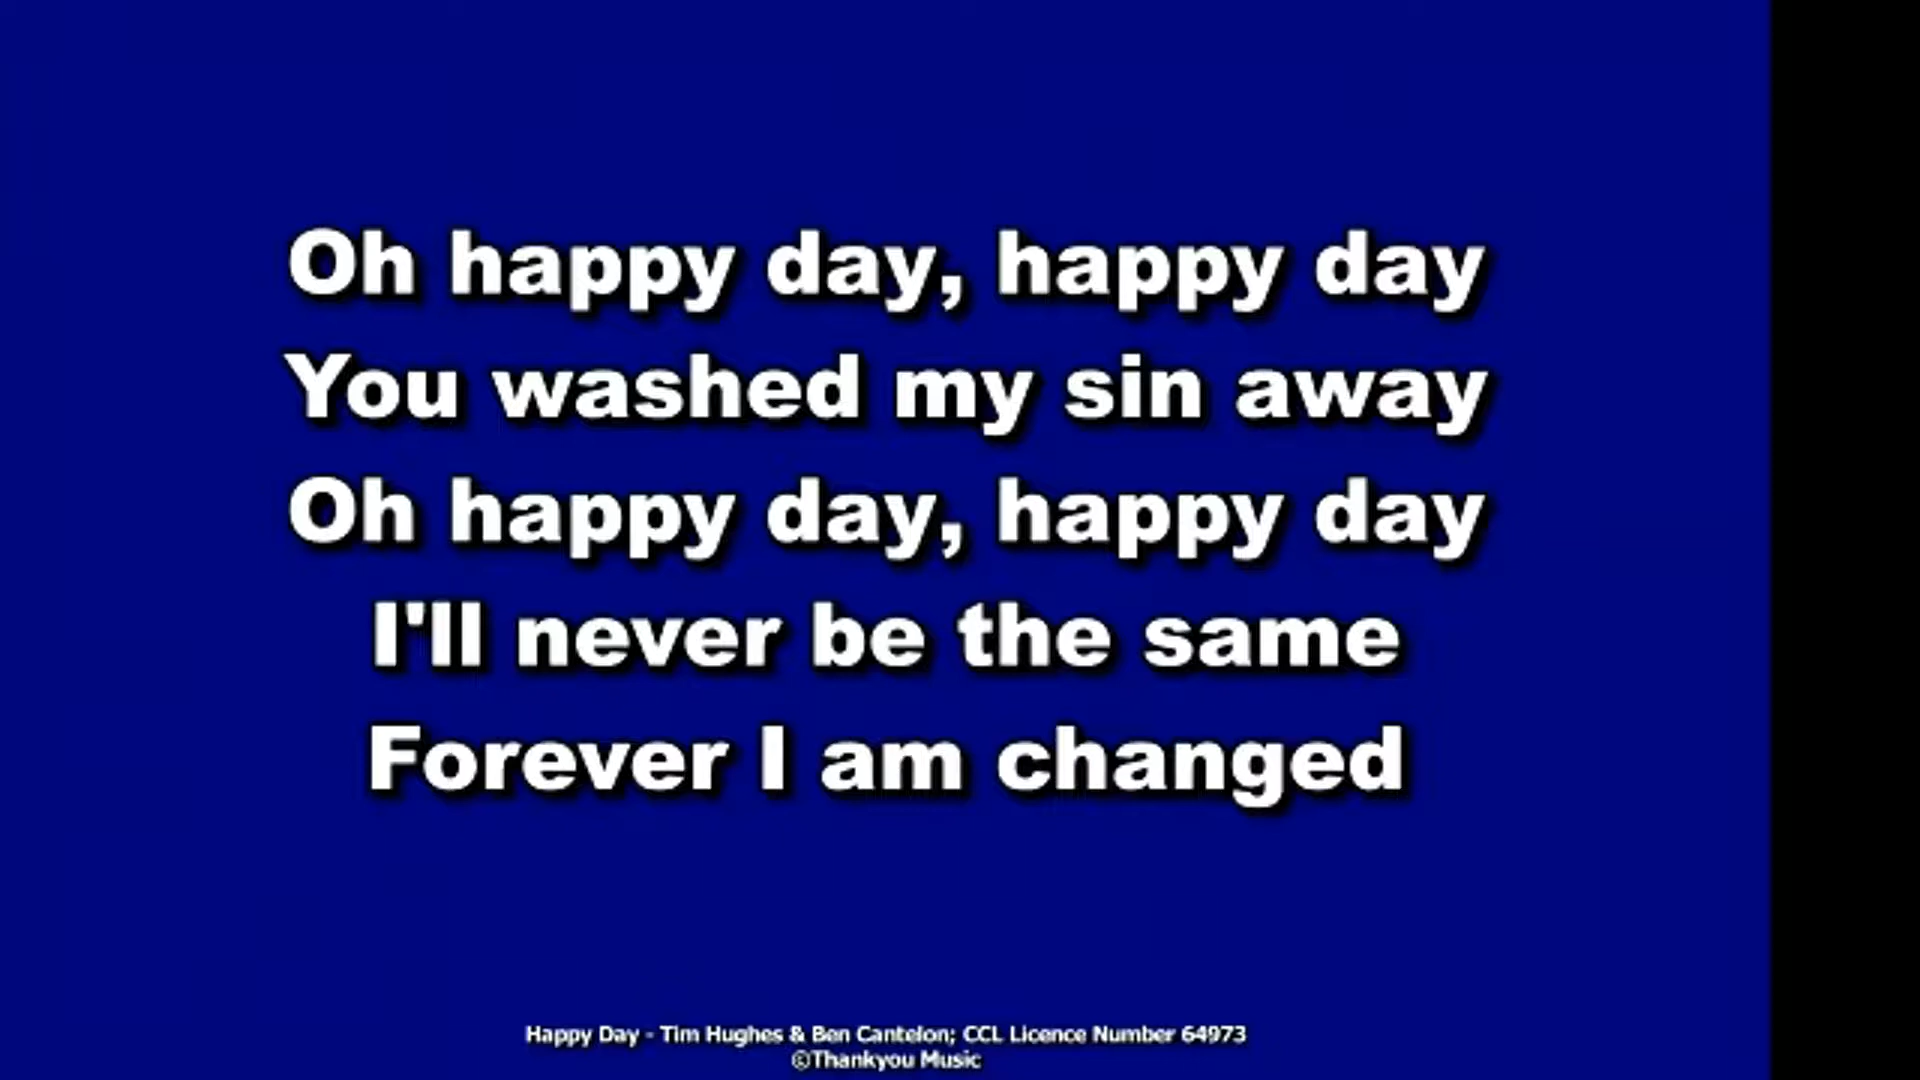 Oh happy day, happy day
You washed my sin away
Oh happy day, happy day
I'll never be the same
Forever I am changed
Happy Day - Tim Hughes & Ben Cantelon; CCL Licence Number 64973
©Thankyou Music